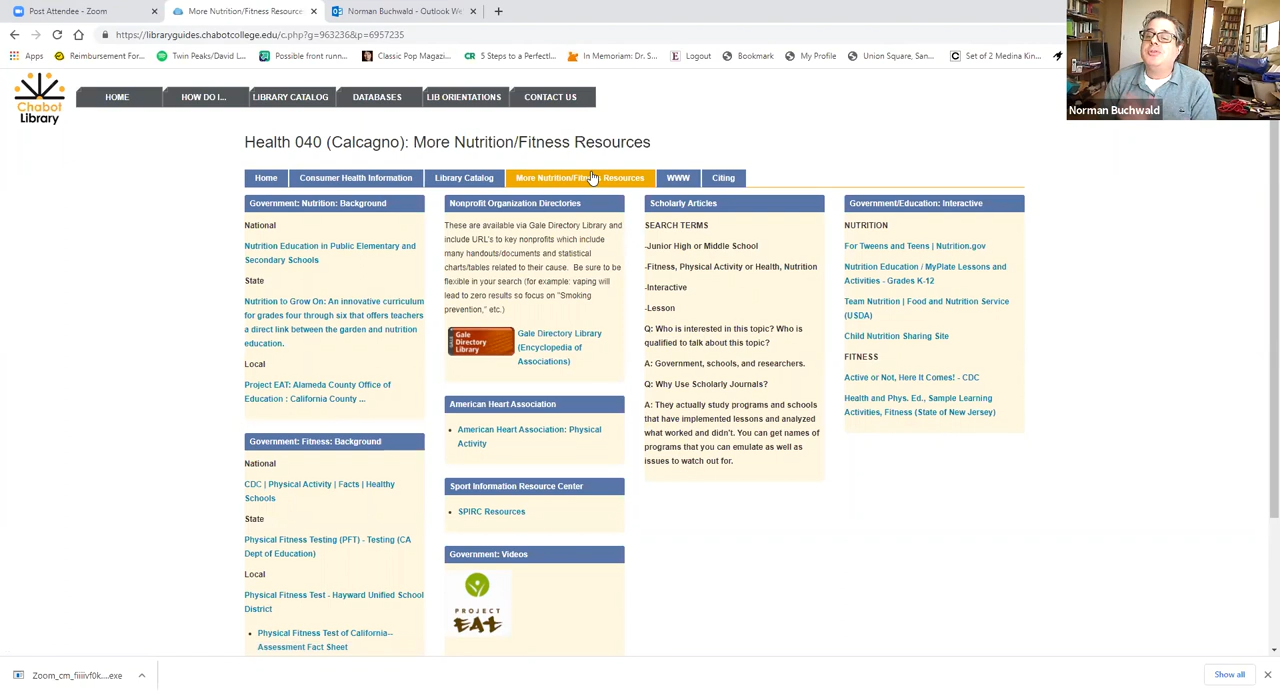 Post Attendee - Zoom
More Nutrition/Fitness Resource
Norman Buchwald - Outlook We
https://libraryguides.chabotcollege.edu/c.php?g=963236&p=6957235
Apps
Reimbursement For...
Twin Peaks/David L...
Possible front runn...
Classic Pop Magazi...
5 Steps to a Perfectl...
In Memoriam: Dr. S...
Logout
Bookmark
My Profile
Union Square, San...
Set of 2 Medina Kin...
Norman Buchwald
Chabot
Library
HOME
HOW DO I...
LIBRARY CATALOG
DATABASES
LIB ORIENTATIONS
CONTACT US
Health 040 (Calcagno): More Nutrition/Fitness Resources
Home
Consumer Health Information
Library Catalog
More Nutrition/Fitness Resources
WWW
Citing
Government: Nutrition: Background
National
Nutrition Education in Public Elementary and
Secondary Schools
State
Nutrition to Grow On: An innovative curriculum
for grades four through six that offers teachers
a direct link between the garden and nutrition
education.
Local
Project EAT: Alameda County Office of
Education : California County ...
Government: Fitness: Background
National
CDC | Physical Activity | Facts | Healthy
Schools
State
Physical Fitness Testing (PFT) - Testing (CA
Dept of Education)
Local
Physical Fitness Test - Hayward Unified School
District
Physical Fitness Test of California--
Assessment Fact Sheet
Nonprofit Organization Directories
These are available via Gale Directory Library and
include URL's to key nonprofits which include
many handouts/documents and statistical
charts/tables related to their cause. Be sure to be
flexible in your search (for example: vaping will
lead to zero results so focus on "Smoking
prevention," etc.)
Gale
Directory
Library
Gale Directory Library
(Encyclopedia of
Associations)
American Heart Association
American Heart Association: Physical
Activity
Sport Information Resource Center
SPIRC Resources
Government: Videos
PROJECT
EAT
Scholarly Articles
SEARCH TERMS
-Junior High or Middle School
-Fitness, Physical Activity or Health, Nutrition
-Interactive
-Lesson
Q: Who is interested in this topic? Who is
qualified to talk about this topic?
A: Government, schools, and researchers.
Q: Why Use Scholarly Journals?
A: They actually study programs and schools
that have implemented lessons and analyzed
what worked and didn't. You can get names of
programs that you can emulate as well as
issues to watch out for.
Government/Education: Interactive
NUTRITION
For Tweens and Teens | Nutrition.gov
Nutrition Education / MyPlate Lessons and
Activities - Grades K-12
Team Nutrition | Food and Nutrition Service
(USDA)
Child Nutrition Sharing Site
FITNESS
Active or Not, Here It Comes! - CDC
Health and Phys. Ed., Sample Learning
Activities, Fitness (State of New Jersey)
Zoom_cm_fiiiivf0k....exe
Show all